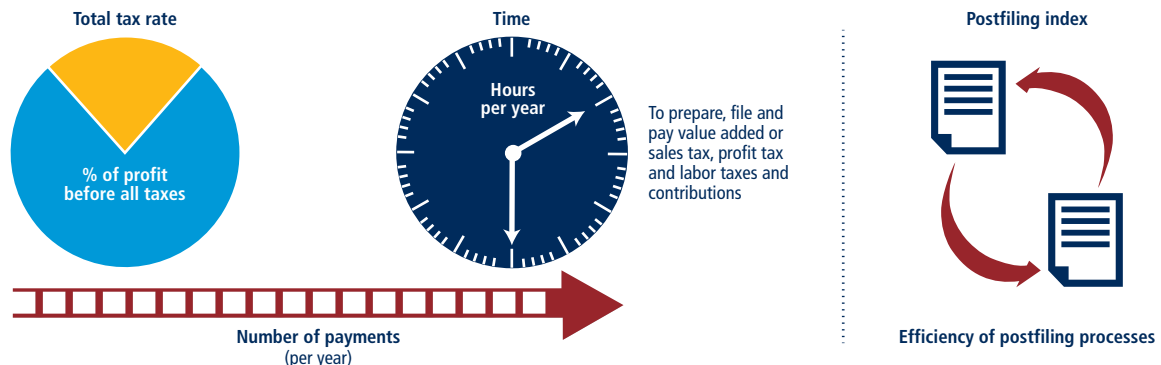 Total tax rate
% of profit
before all taxes
Time
Hours
per year
To prepare, file and
pay value added or
sales tax, profit tax
and labor taxes and
contributions
Number of payments
(per year)
Postfiling index
Efficiency of postfiling processes